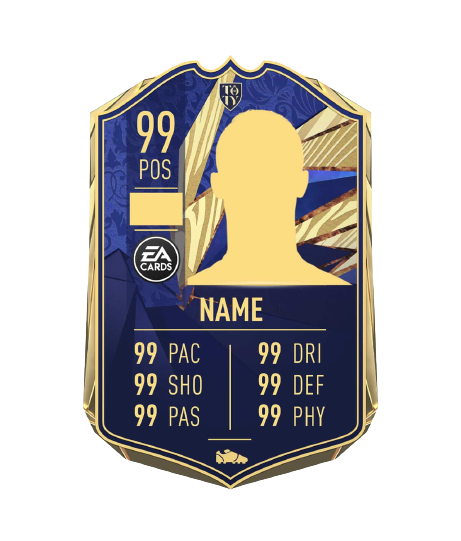 TOTY
99
POS
EA
CARDS
NAME
99 PAC 99 DRI
99 SHO 99 DEF
99 PAS 99 PHY